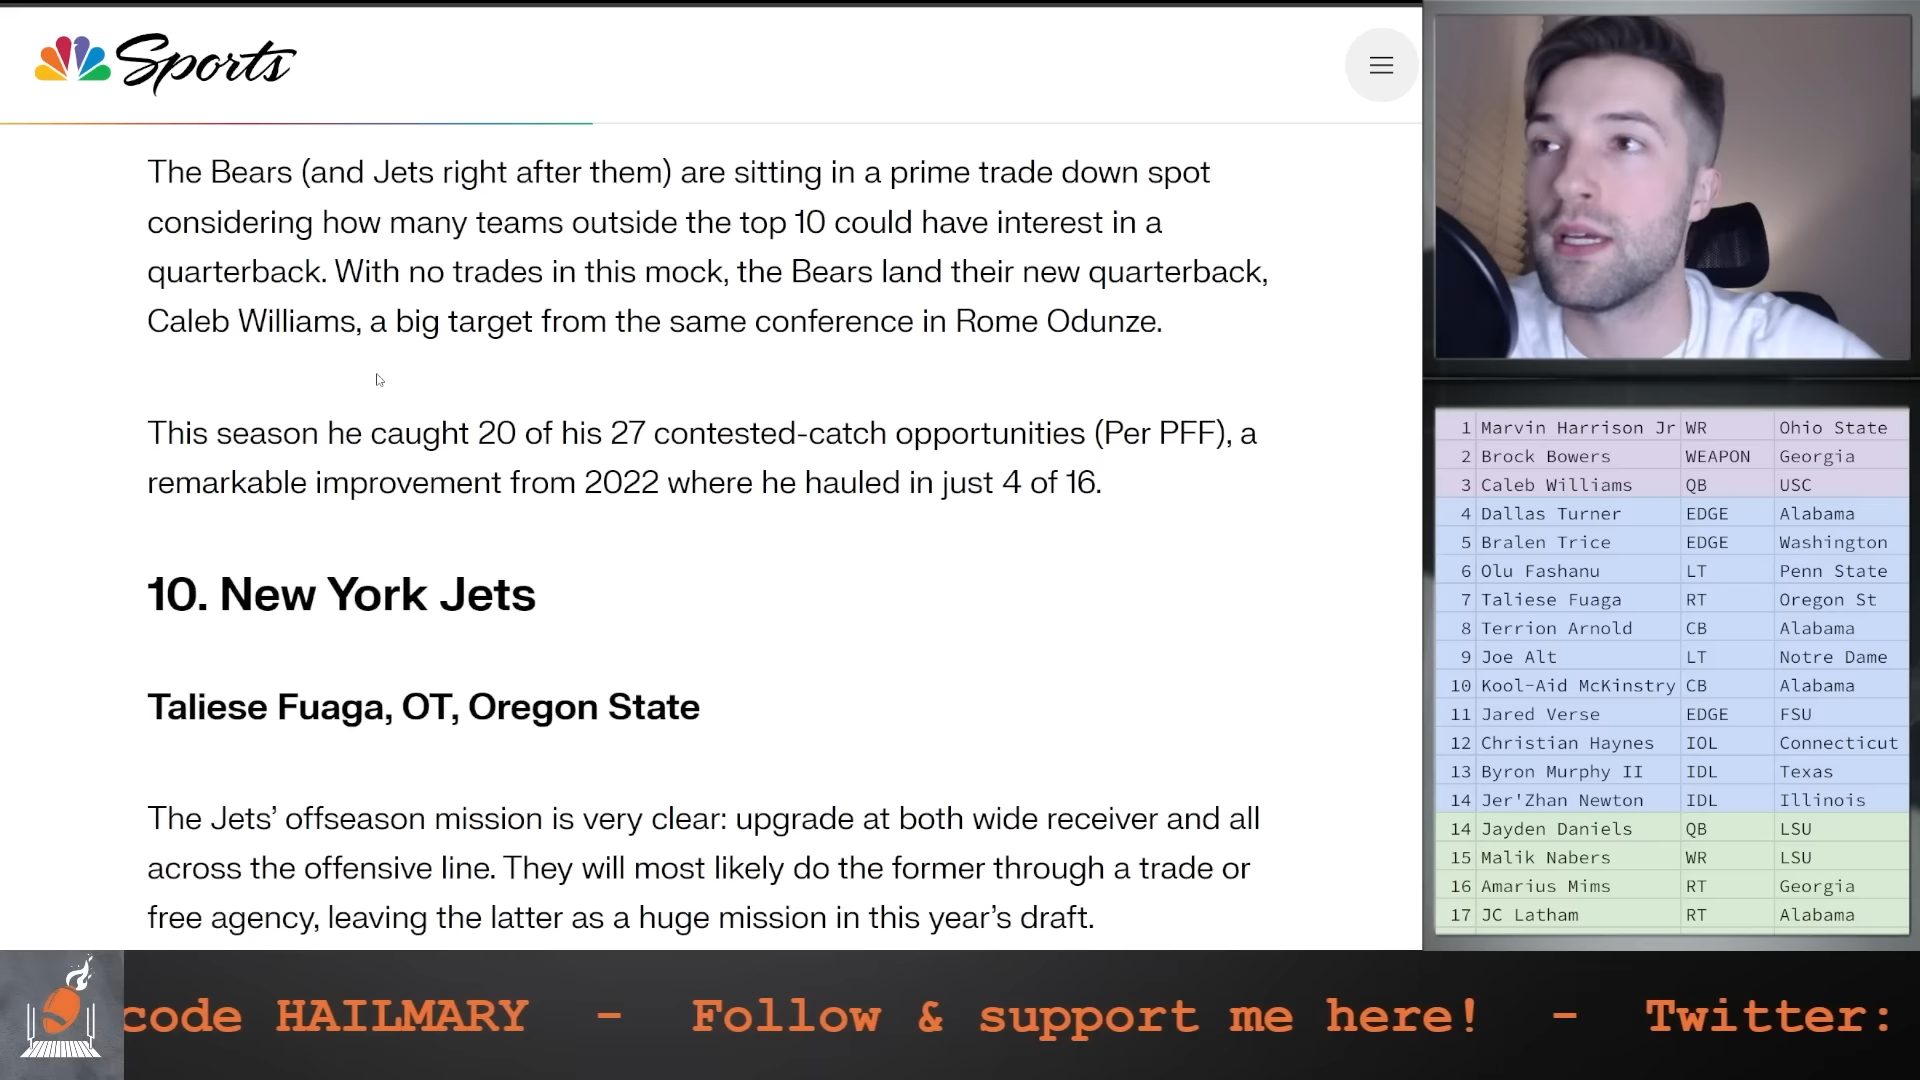 Sports
The Bears (and Jets right after them) are sitting in a prime trade down spot
considering how many teams outside the top 10 could have interest in a
quarterback. With no trades in this mock, the Bears land their new quarterback,
Caleb Williams, a big target from the same conference in Rome Odunze.
This season he caught 20 of his 27 contested-catch opportunities (Per PFF), a
remarkable improvement from 2022 where he hauled in just 4 of 16.
10. New York Jets
Taliese Fuaga, OT, Oregon State
The Jets’ offseason mission is very clear: upgrade at both wide receiver and all
across the offensive line. They will most likely do the former through a trade or
free agency, leaving the latter as a huge mission in this year’s draft.
1 Marvin Harrison Jr WR Ohio State
2 Brock Bowers WEAPON Georgia
3 Caleb Williams QB USC
4 Dallas Turner EDGE Alabama
5 Bralen Trice EDGE Washington
6 Olu Fashanu LT Penn State
7 Taliese Fuaga RT Oregon St
8 Terrion Arnold CB Alabama
9 Joe Alt LT Notre Dame
10 Kool-Aid McKinstry CB Alabama
11 Jared Verse EDGE FSU
12 Christian Haynes IOL Connecticut
13 Byron Murphy II IDL Texas
14 Jer'Zhan Newton IDL Illinois
14 Jayden Daniels QB LSU
15 Malik Nabers WR LSU
16 Amarius Mims RT Georgia
17 JC Latham RT Alabama
code HAILMARY - Follow & support me here! - Twitter: